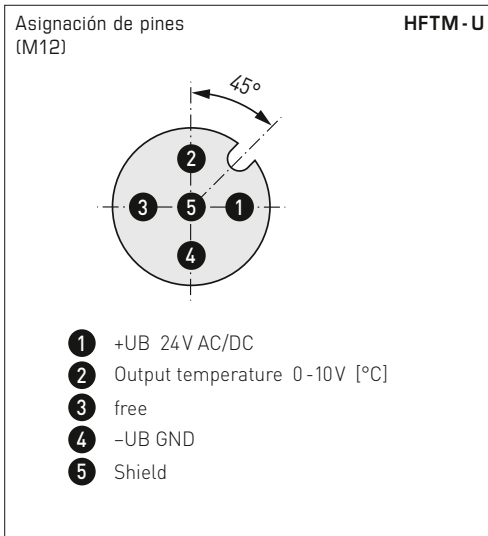 Asignación de pines HFTM-U
(M12)
45°
2
3 5 1
4
1 +UB 24V AC/DC
2 Output temperature 0-10V [°C]
3 free
4 –UB GND
5 Shield